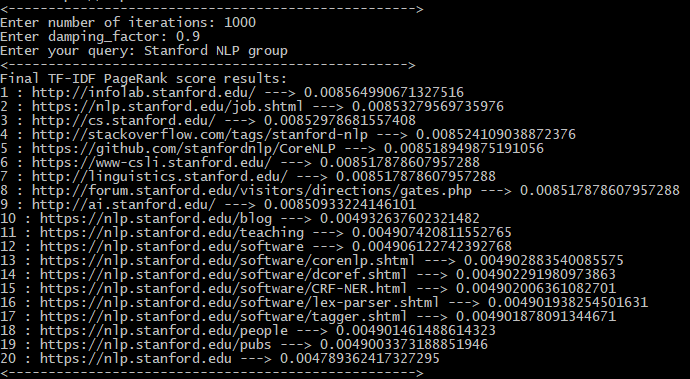 <--------------------------------------------------->
Enter number of iterations: 1000
Enter damping_factor: 0.9
Enter your query: Stanford NLP group
<-------------------------------------------------->
Final TF-IDF PageRank score results:
1 : http://infolab.stanford.edu/ ---> 0.008564990671327516
2 : https://nlp.stanford.edu/job.shtml ---> 0.00853279569735976
3 : http://cs.stanford.edu/ ---> 0.00852978681557408
4 : http://stackoverflow.com/tags/stanford-nlp ---> 0.008524109038872376
5 : https://github.com/stanfordnlp/CoreNLP ---> 0.008518949875191056
6 : https://www-csli.stanford.edu/ ---> 0.008517878607957288
7 : http://linguistics.stanford.edu/ ---> 0.008517878607957288
8 : http://forum.stanford.edu/visitors/directions/gates.php ---> 0.008517878607957288
9 : http://ai.stanford.edu/ ---> 0.00850933224146101
10 : https://nlp.stanford.edu/blog ---> 0.004932637602321482
11 : https://nlp.stanford.edu/teaching ---> 0.004907420811552765
12 : https://nlp.stanford.edu/software ---> 0.004906122742392768
13 : https://nlp.stanford.edu/software/corenlp.shtml ---> 0.004902883540085575
14 : https://nlp.stanford.edu/software/dcoref.shtml ---> 0.004902291980973863
15 : https://nlp.stanford.edu/software/CRF-NER.html ---> 0.004902006361082701
16 : https://nlp.stanford.edu/software/lex-parser.shtml ---> 0.004901938254501631
17 : https://nlp.stanford.edu/software/tagger.shtml ---> 0.004901878091344671
18 : https://nlp.stanford.edu/people ---> 0.004901461488614323
19 : https://nlp.stanford.edu/pubs ---> 0.0049003373188851946
20 : https://nlp.stanford.edu ---> 0.004789362417327295
<--------------------------------------------------->